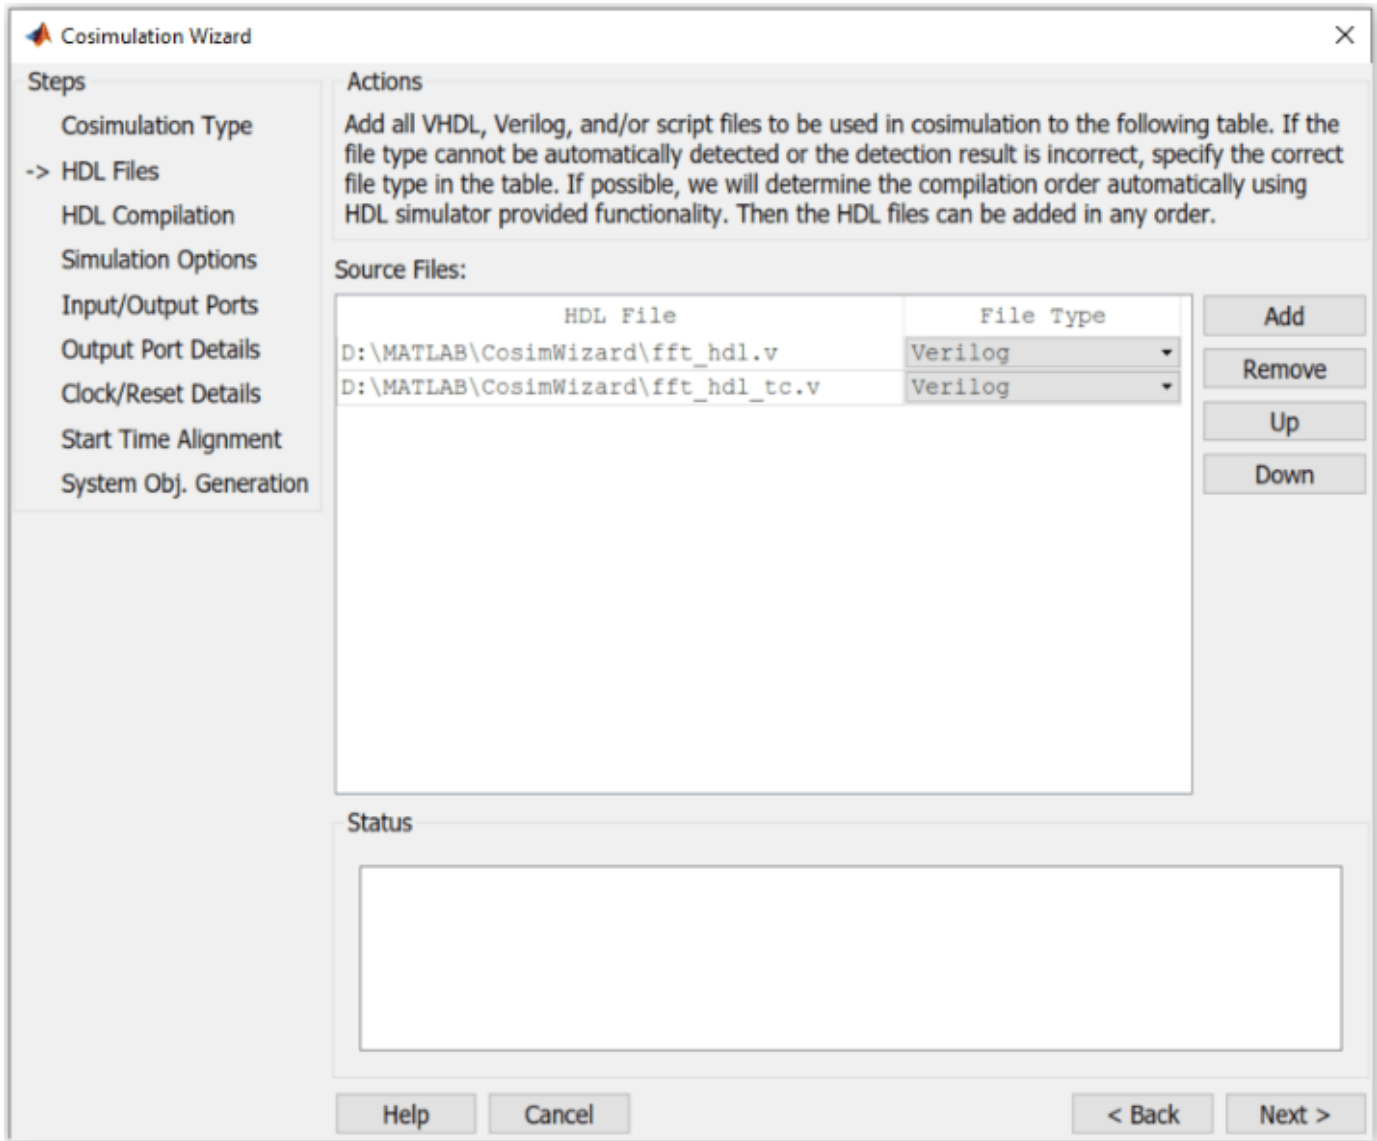 Cosimulation Wizard
Steps
Cosimulation Type
-> HDL Files
HDL Compilation
Simulation Options
Input/Output Ports
Output Port Details
Clock/Reset Details
Start Time Alignment
System Obj. Generation
Actions
Add all VHDL, Verilog, and/or script files to be used in cosimulation to the following table. If the
file type cannot be automatically detected or the detection result is incorrect, specify the correct
file type in the table. If possible, we will determine the compilation order automatically using
HDL simulator provided functionality. Then the HDL files can be added in any order.
Source Files:
HDL File File Type
D:\MATLAB\CosimWizard\fft_hdl.v Verilog
D:\MATLAB\CosimWizard\fft_hdl_tc.v Verilog
Add
Remove
Up
Down
Status
Help Cancel < Back Next >